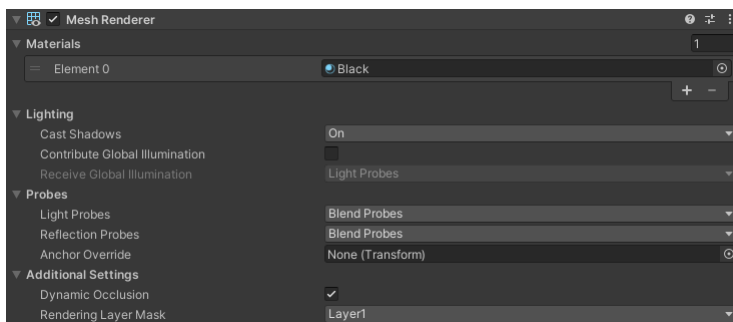 Mesh Renderer
Materials 1
Element 0 Black
+ −
Lighting
Cast Shadows On
Contribute Global Illumination
Receive Global Illumination Light Probes
Probes
Light Probes Blend Probes
Reflection Probes Blend Probes
Anchor Override None (Transform)
Additional Settings
Dynamic Occlusion
Rendering Layer Mask Layer1